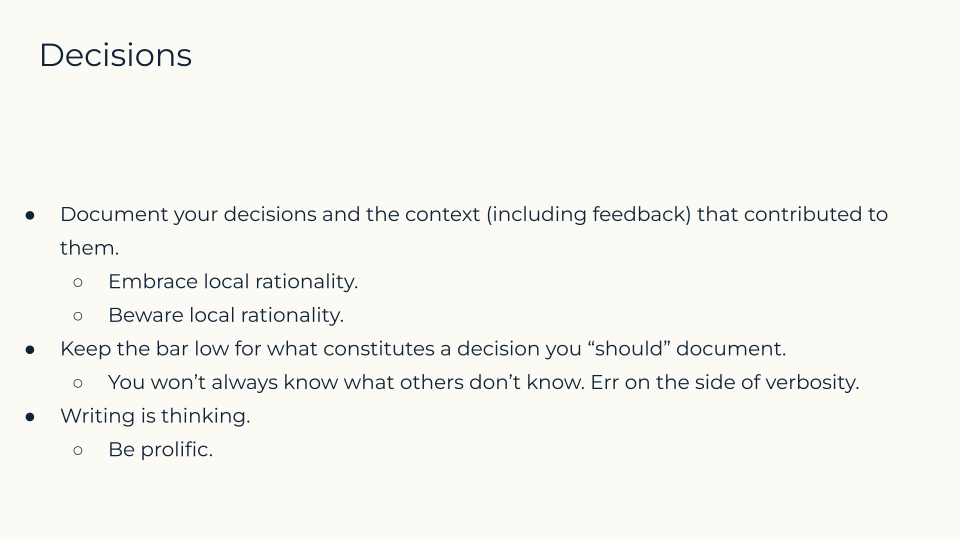 Decisions
● Document your decisions and the context (including feedback) that contributed to
them.
○ Embrace local rationality.
○ Beware local rationality.
● Keep the bar low for what constitutes a decision you “should” document.
○ You won’t always know what others don’t know. Err on the side of verbosity.
● Writing is thinking.
○ Be prolific.